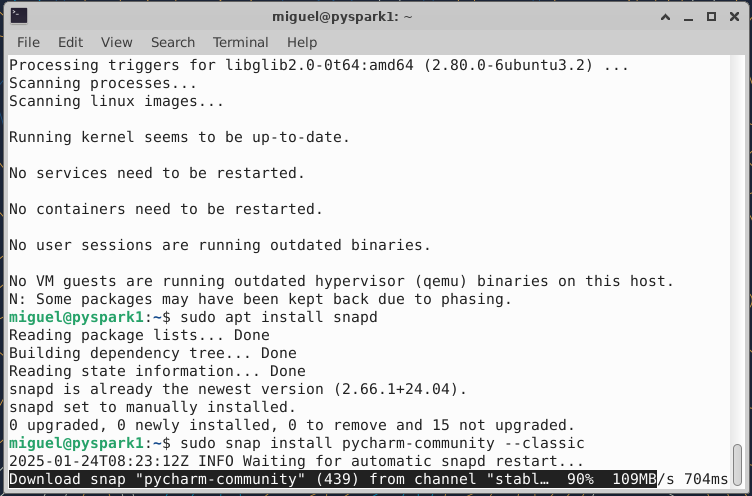 miguel@pyspark1: ~
File Edit View Search Terminal Help
Processing triggers for libglib2.0-0t64:amd64 (2.80.0-6ubuntu3.2) ...
Scanning processes...
Scanning linux images...
Running kernel seems to be up-to-date.
No services need to be restarted.
No containers need to be restarted.
No user sessions are running outdated binaries.
No VM guests are running outdated hypervisor (qemu) binaries on this host.
N: Some packages may have been kept back due to phasing.
miguel@pyspark1:~$ sudo apt install snapd
Reading package lists... Done
Building dependency tree... Done
Reading state information... Done
snapd is already the newest version (2.66.1+24.04).
snapd set to manually installed.
0 upgraded, 0 newly installed, 0 to remove and 15 not upgraded.
miguel@pyspark1:~$ sudo snap install pycharm-community --classic
2025-01-24T08:23:12Z INFO Waiting for automatic snapd restart...
Download snap "pycharm-community" (439) from channel "stabl… 90% 109MB/s 704ms